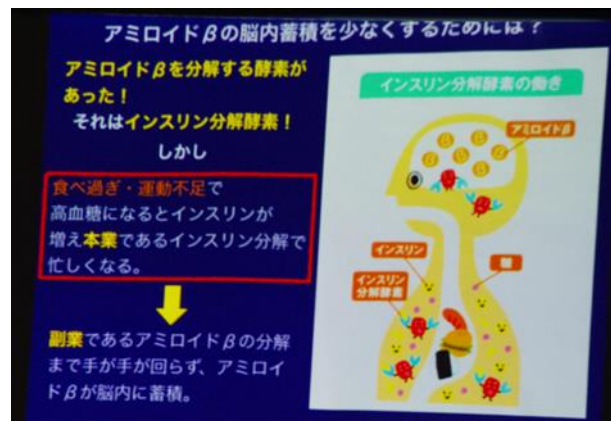 アミロイドβの脳内蓄積を少なくするためには？
アミロイドβを分解する酵素が
あった！
それはインスリン分解酵素！
しかし
食べ過ぎ・運動不足で
高血糖になるとインスリンが
増え本業であるインスリン分解で
忙しくなる。
副業であるアミロイドβの分解
まで手が手が回らず、アミロイ
ドβが脳内に蓄積。
インスリン分解酵素の働き
アミロイドβ
インスリン
糖
インスリン
分解酵素